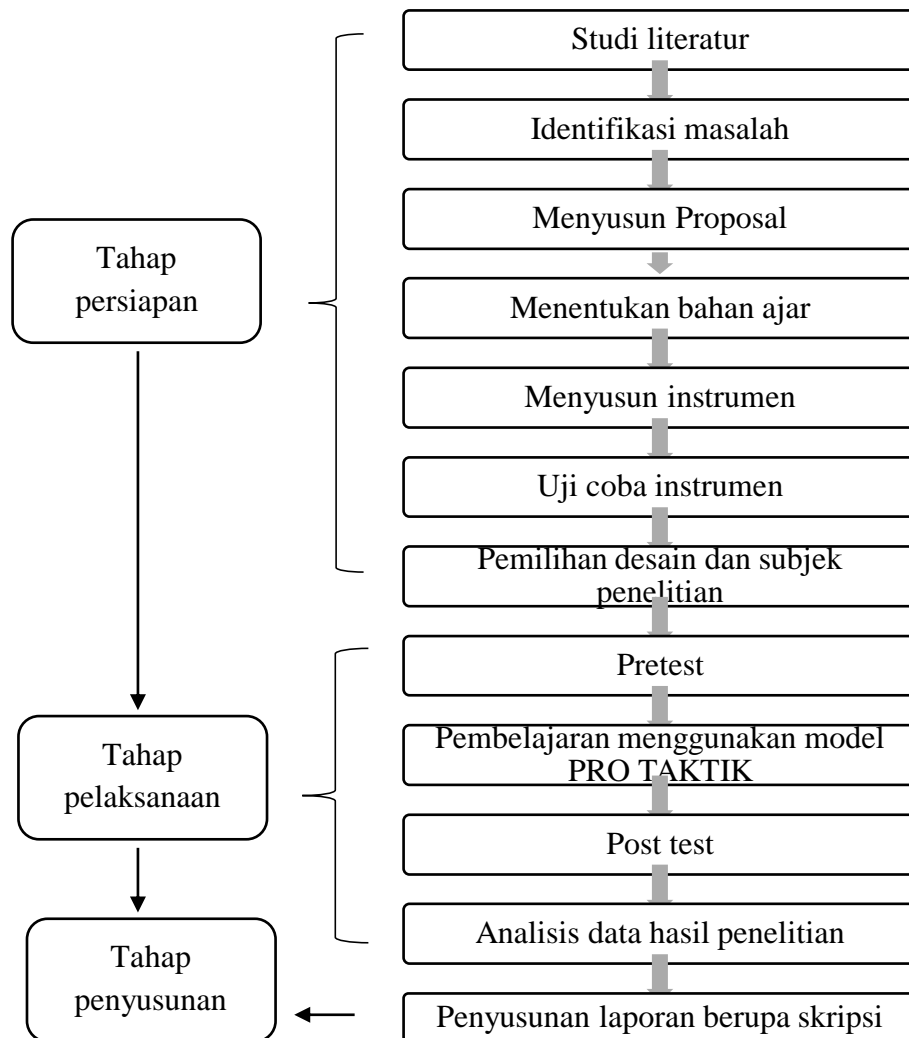 Studi literatur
Identifikasi masalah
Menyusun Proposal
Tahap
persiapan
Menentukan bahan ajar
Menyusun instrumen
Uji coba instrumen
Pemilihan desain dan subjek
penelitian
Pretest
Tahap
pelaksanaan
Pembelajaran menggunakan model
PRO TAKTIK
Post test
Analisis data hasil penelitian
Tahap
penyusunan
Penyusunan laporan berupa skripsi